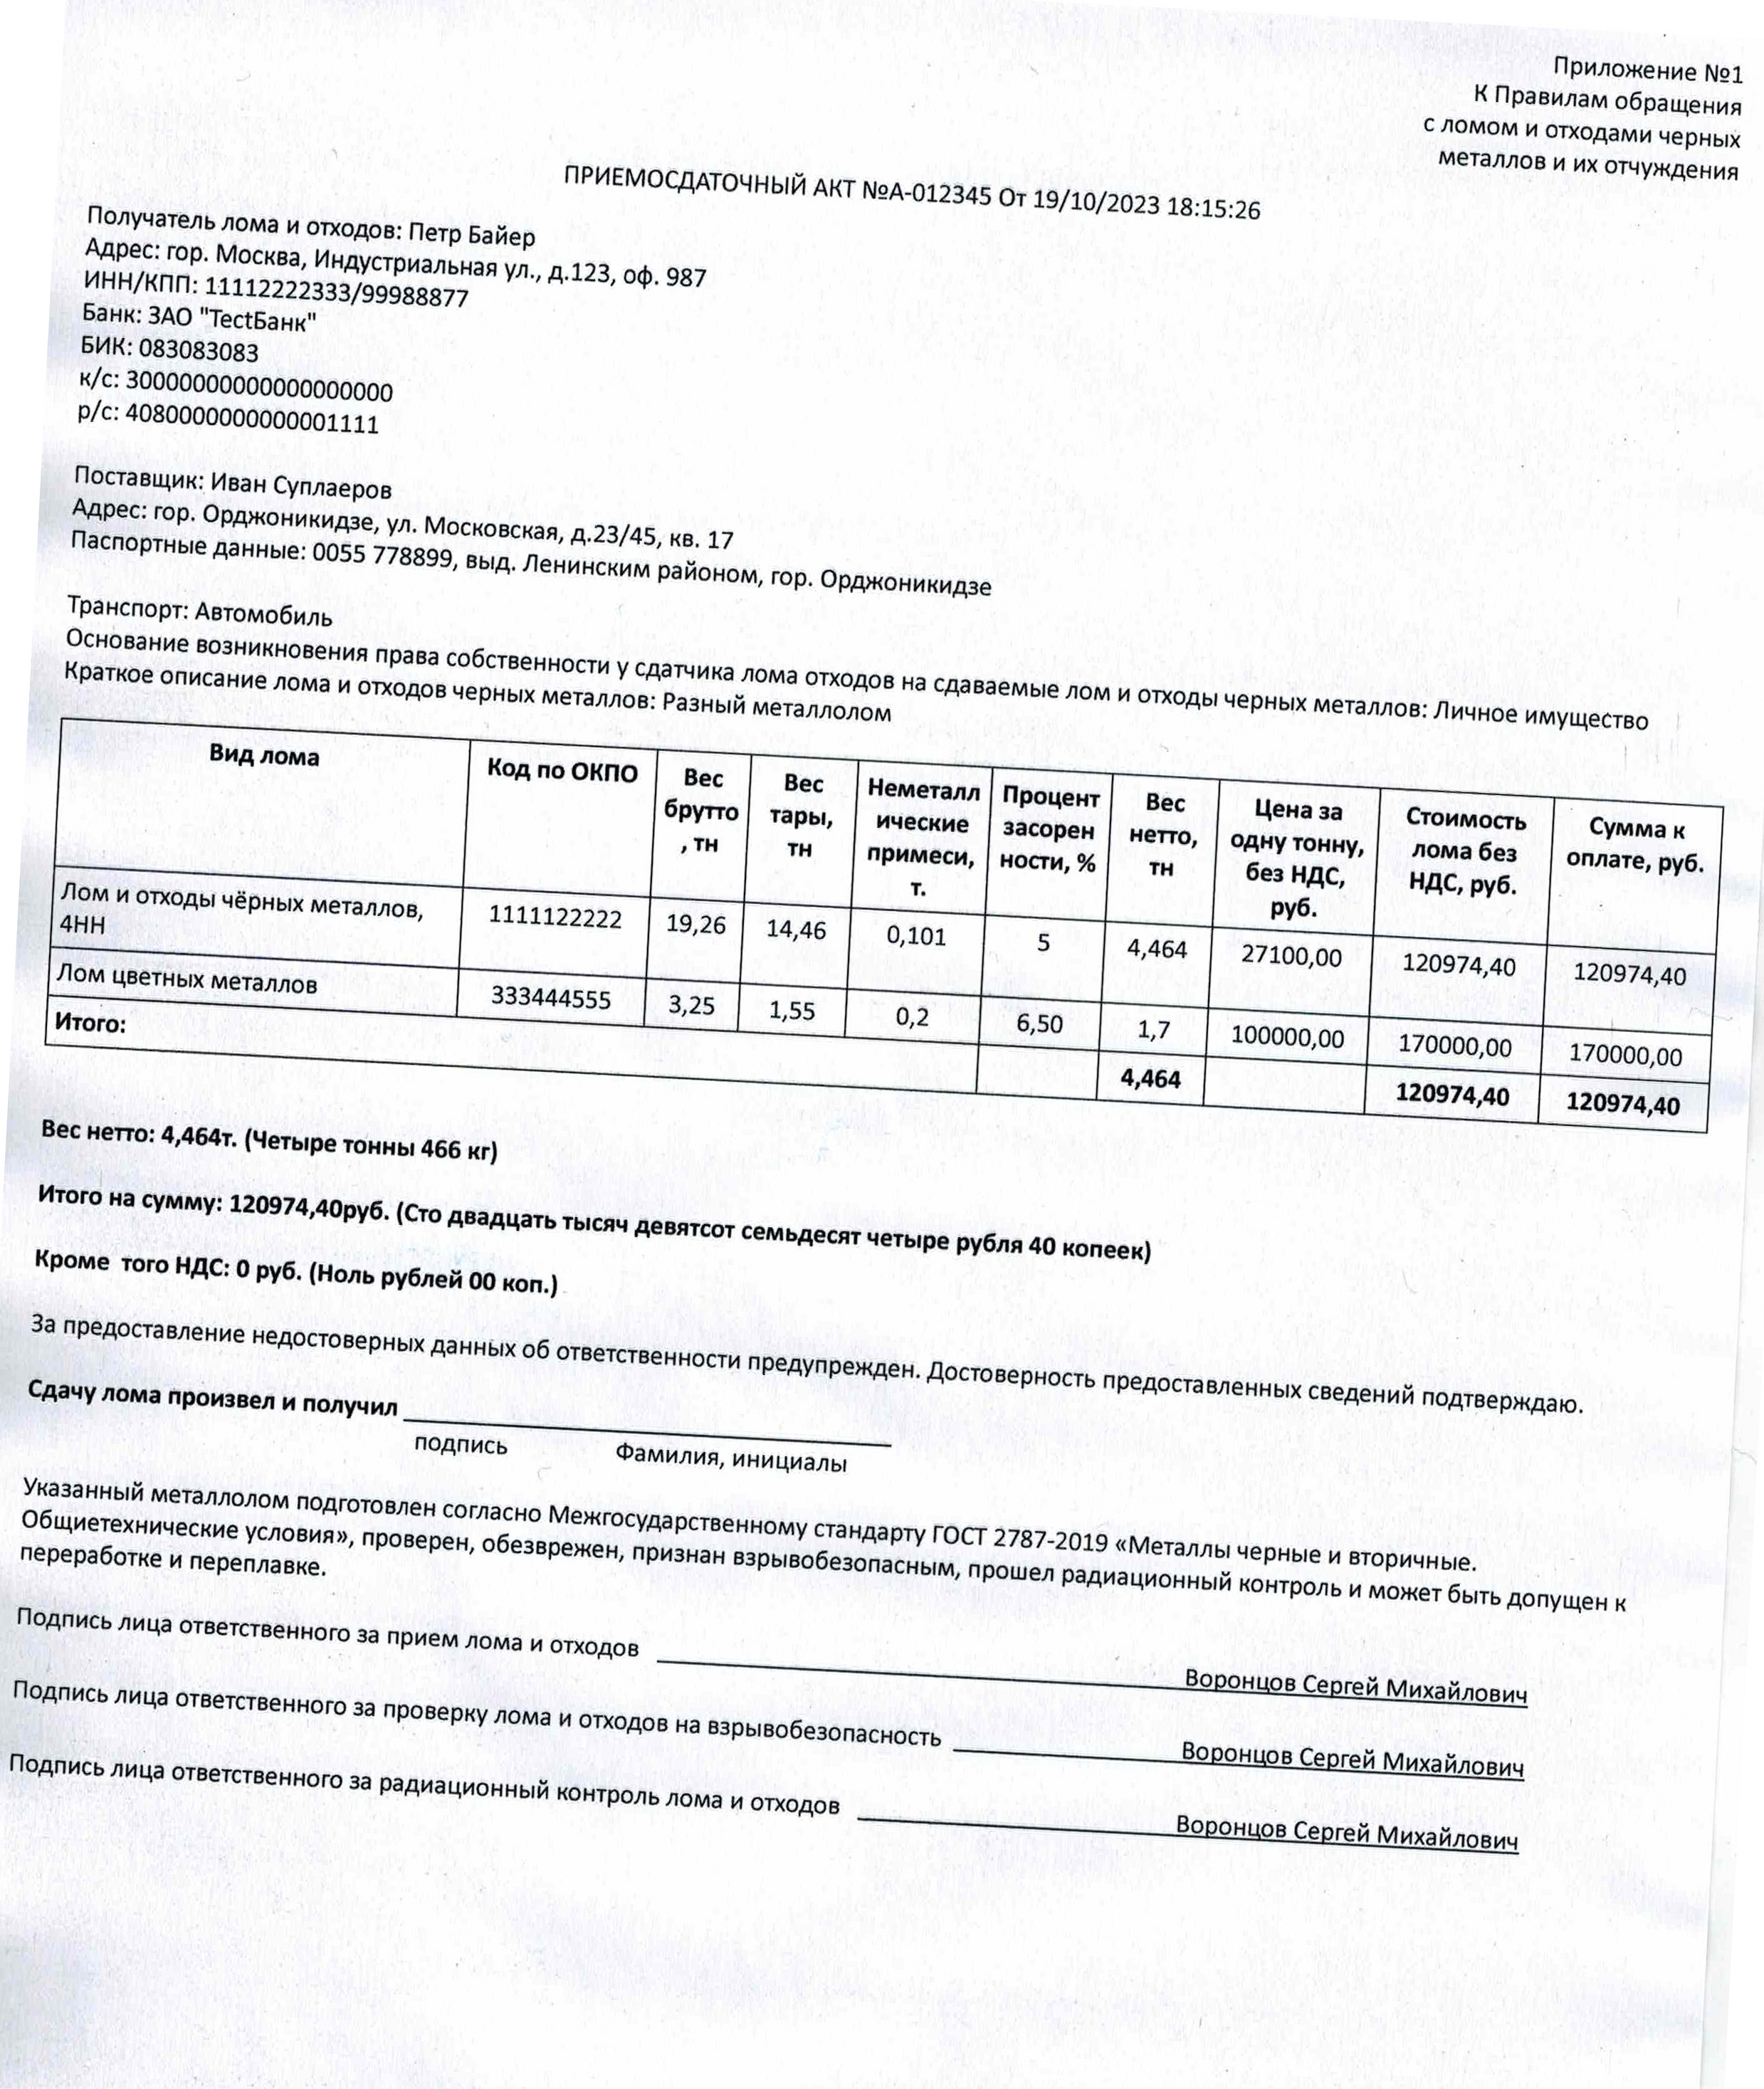 Приложение №1
К Правилам обращения
с ломом и отходами черных
металлов и их отчуждения
ПРИЕМОСДАТОЧНЫЙ АКТ №А-012345 От 19/10/2023 18:15:26
Получатель лома и отходов: Петр Байер
Адрес: гор. Москва, Индустриальная ул., д.123, оф. 987
ИНН/КПП: 11112222333/99988877
Банк: ЗАО "ТестБанк"
БИК: 083083083
к/с: 30000000000000000000
р/с: 4080000000000001111
Поставщик: Иван Суплаеров
Адрес: гор. Орджоникидзе, ул. Московская, д.23/45, кв. 17
Паспортные данные: 0055 778899, выд. Ленинским районом, гор. Орджоникидзе
Транспорт: Автомобиль
Основание возникновения права собственности у сдатчика лома отходов на сдаваемые лом и отходы черных металлов: Личное имущество
Краткое описание лома и отходов черных металлов: Разный металлолом
Вид лома Код по ОКПО Вес брутто, тн Вес тары, тн Неметаллические примеси, т. Процент засоренности, % Вес нетто, тн Цена за одну тонну, без НДС, руб. Стоимость лома без НДС, руб. Сумма к оплате, руб.
Лом и отходы чёрных металлов, 4НН 1111122222 19,26 14,46 0,101 5 4,464 27100,00 120974,40 120974,40
Лом цветных металлов 333444555 3,25 1,55 0,2 6,50 1,7 100000,00 170000,00 170000,00
Итого: 4,464 120974,40 120974,40
Вес нетто: 4,464т. (Четыре тонны 466 кг)
Итого на сумму: 120974,40руб. (Сто двадцать тысяч девятсот семьдесят четыре рубля 40 копеек)
Кроме того НДС: 0 руб. (Ноль рублей 00 коп.)
За предоставление недостоверных данных об ответственности предупрежден. Достоверность предоставленных сведений подтверждаю.
Сдачу лома произвел и получил
подпись Фамилия, инициалы
Указанный металлолом подготовлен согласно Межгосударственному стандарту ГОСТ 2787-2019 «Металлы черные и вторичные.
Общиетехнические условия», проверен, обезврежен, признан взрывобезопасным, прошел радиационный контроль и может быть допущен к
переработке и переплавке.
Подпись лица ответственного за прием лома и отходов Воронцов Сергей Михайлович
Подпись лица ответственного за проверку лома и отходов на взрывобезопасность Воронцов Сергей Михайлович
Подпись лица ответственного за радиационный контроль лома и отходов Воронцов Сергей Михайлович